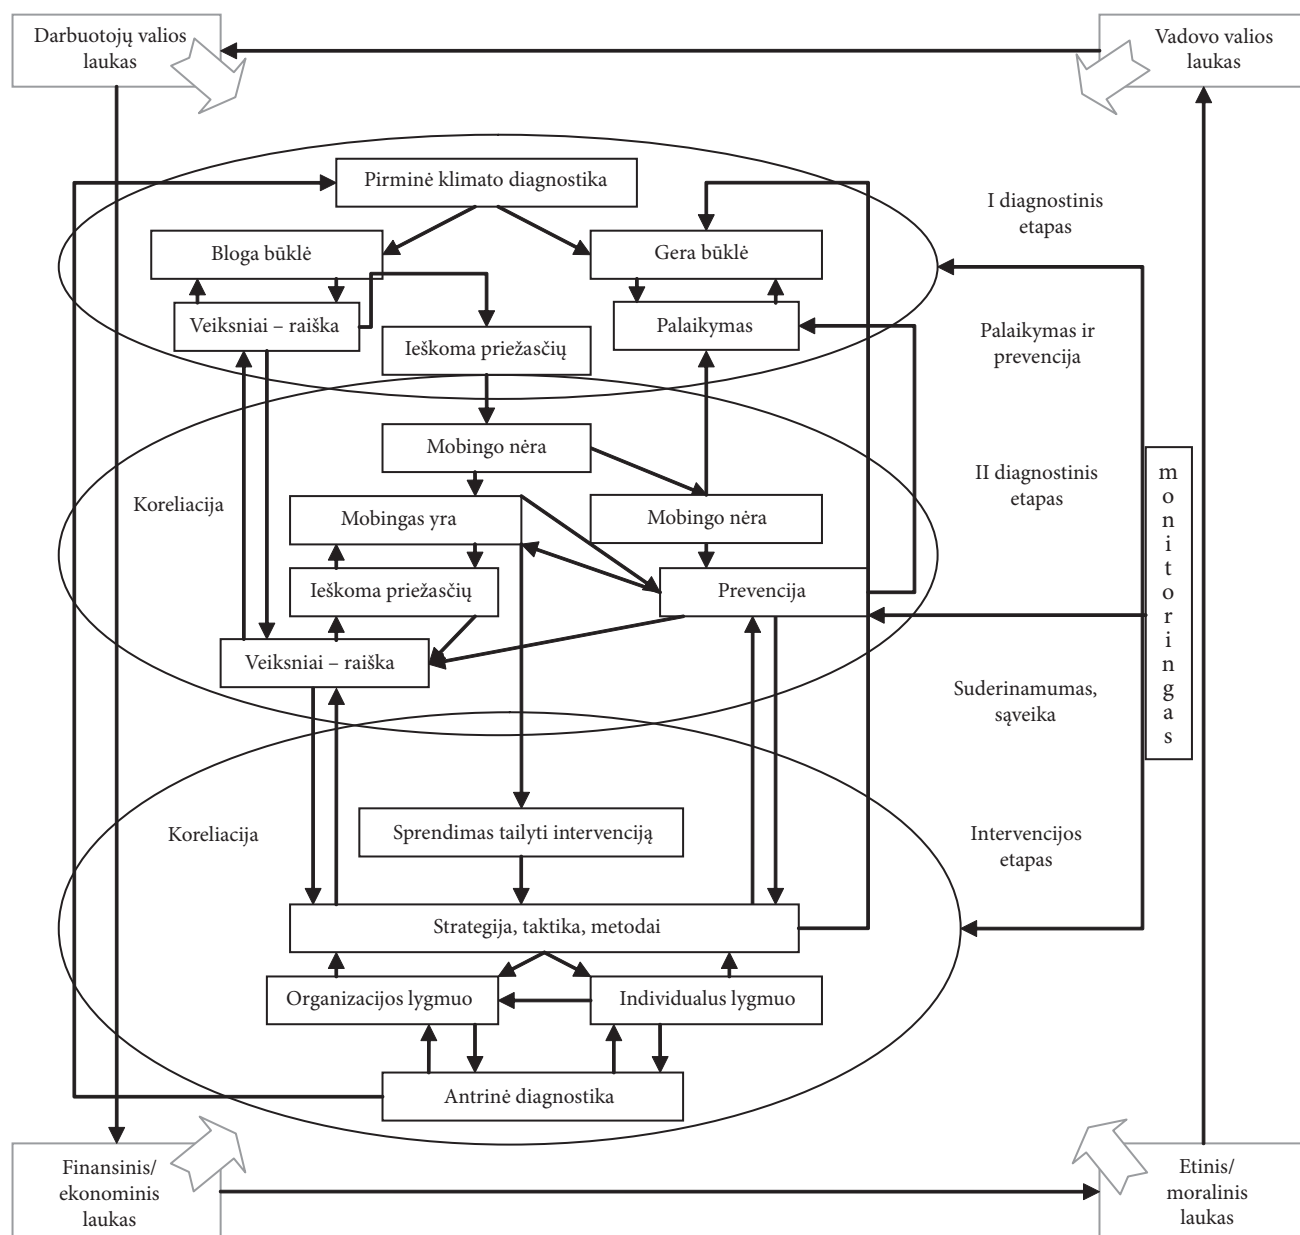 Darbuotojų valios
laukas
Vadovo valios
laukas
Pirminė klimato diagnostika
I diagnostinis
etapas
Bloga būklė
Gera būklė
Veiksniai – raiška
Palaikymas
Ieškoma priežasčių
Palaikymas ir
prevencija
Mobingo nėra
II diagnostinis
etapas
Koreliacija
Mobingas yra
Mobingo nėra
monitoringas
Ieškoma priežasčių
Prevencija
Veiksniai – raiška
Suderinamumas,
sąveika
Koreliacija
Sprendimas tailyti intervenciją
Intervencijos
etapas
Strategija, taktika, metodai
Organizacijos lygmuo
Individualus lygmuo
Antrinė diagnostika
Finansinis/
ekonominis
laukas
Etinis/
moralinis
laukas